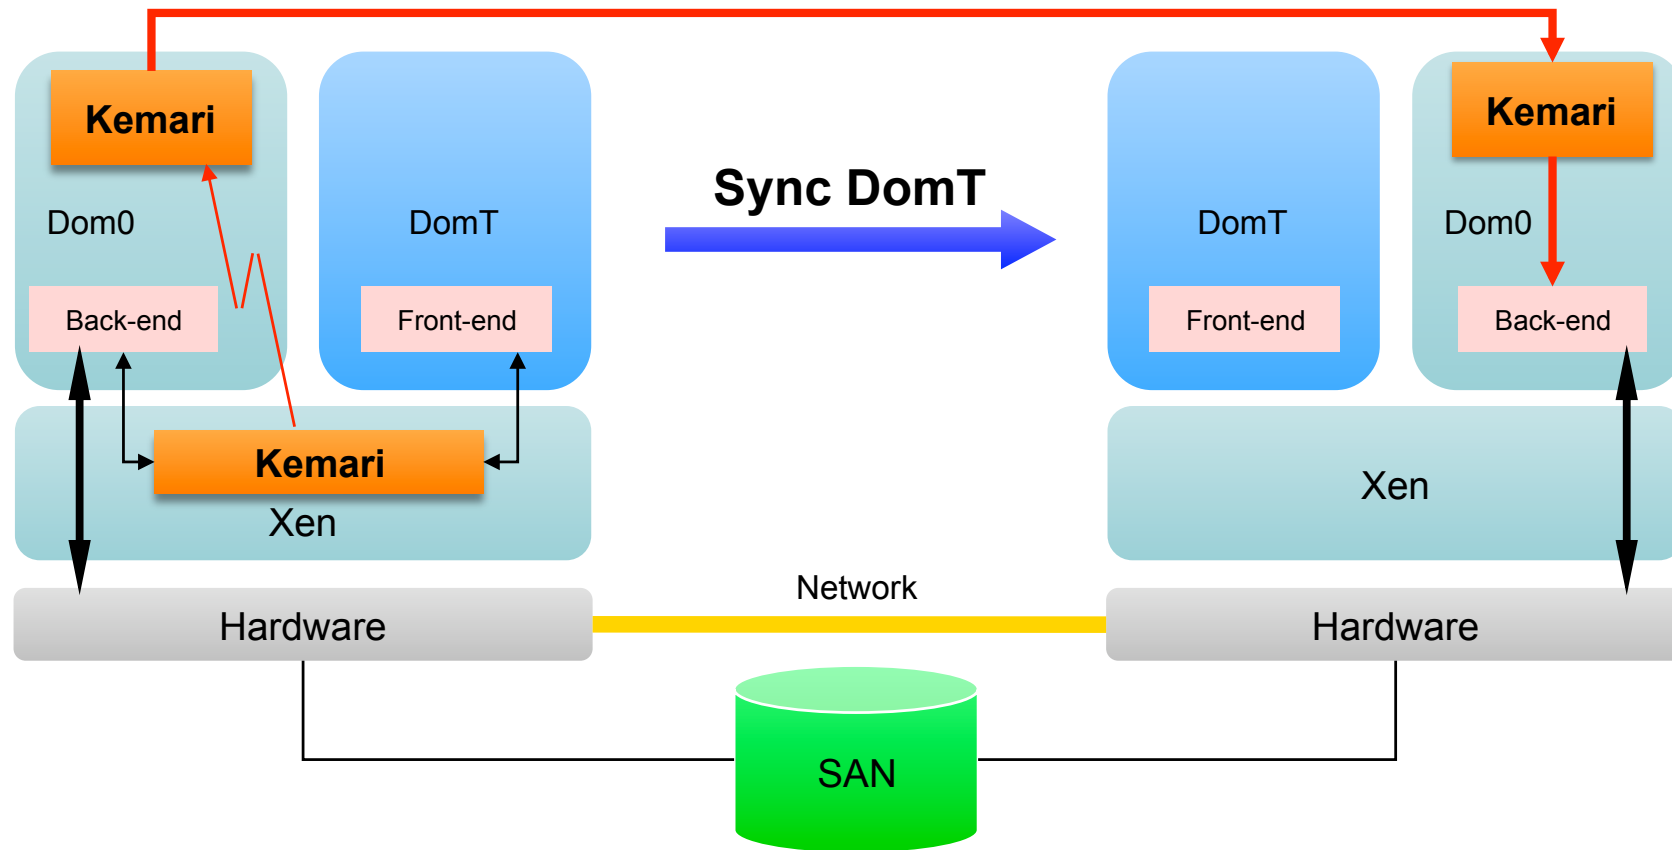 Kemari
Kemari
Sync DomT
Dom0
DomT
DomT
Dom0
Back-end
Front-end
Front-end
Back-end
Kemari
Xen
Xen
Network
Hardware
Hardware
SAN